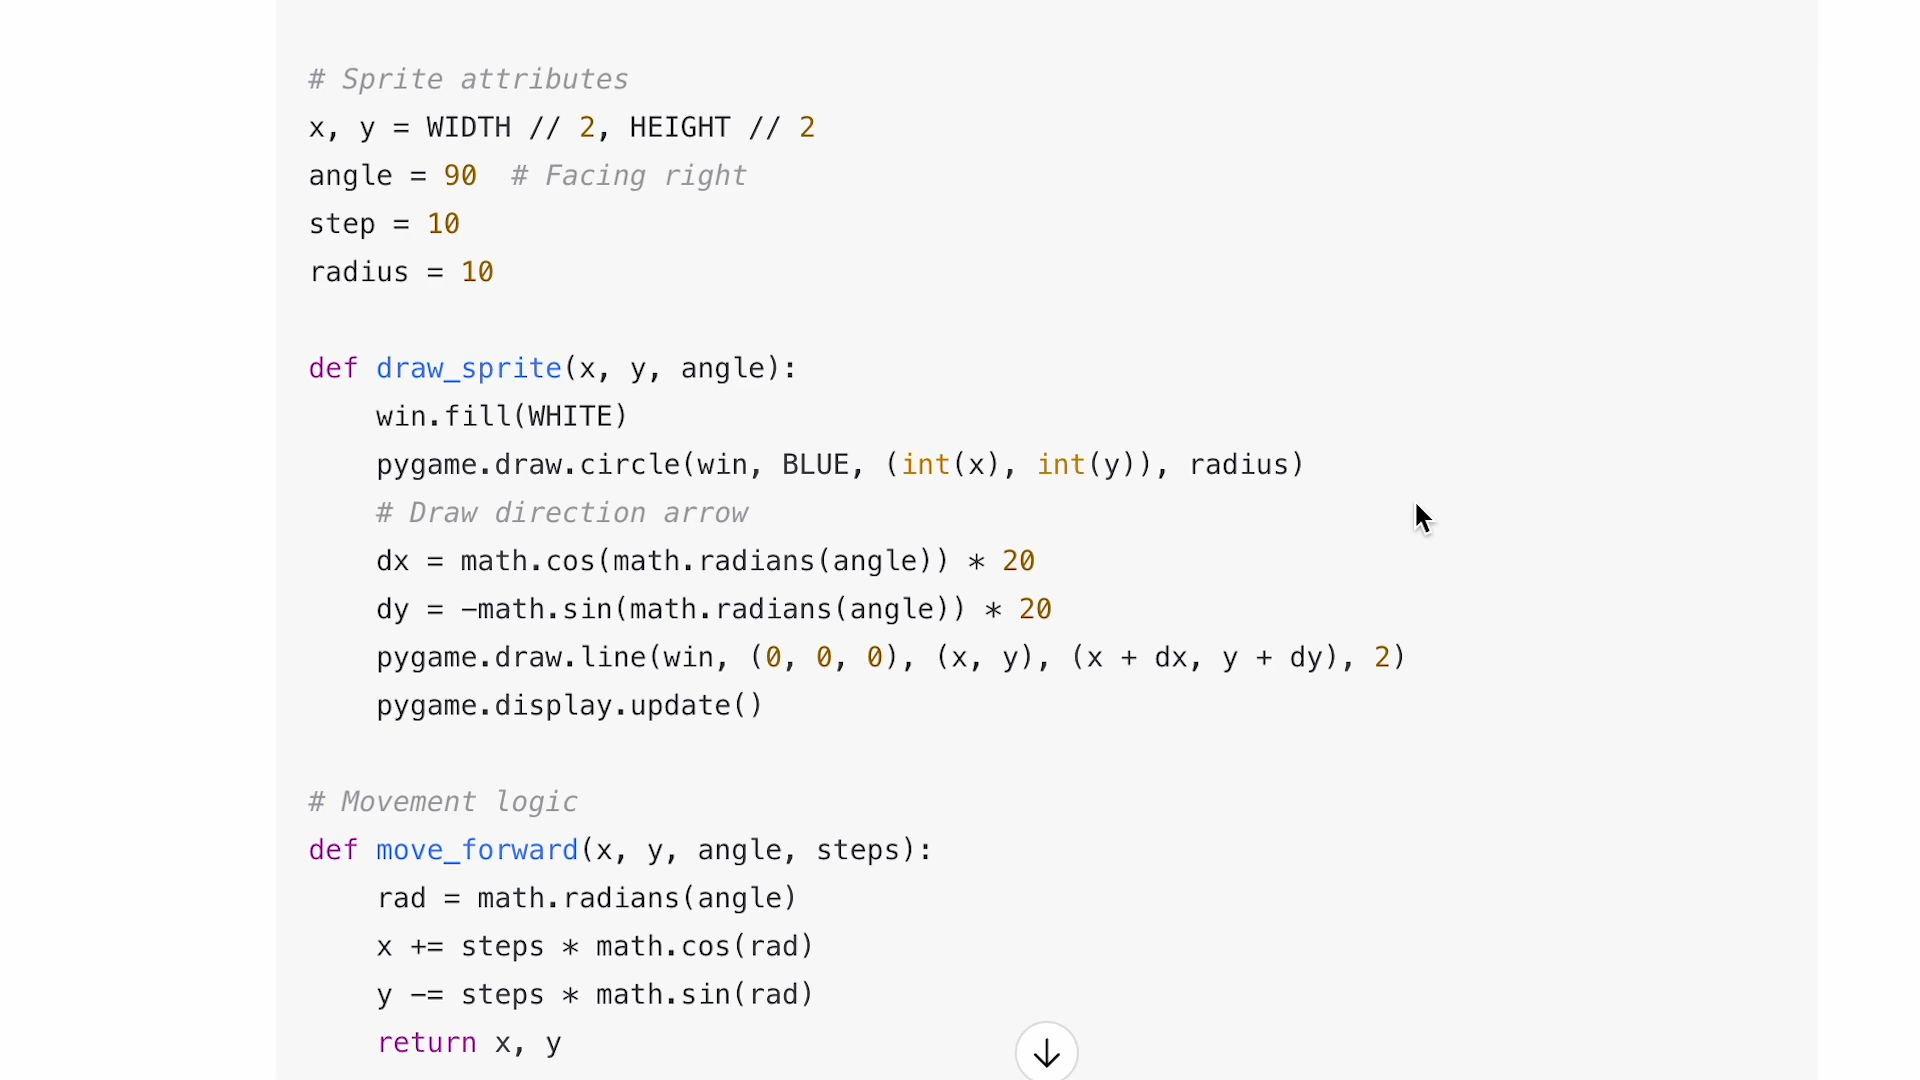 # Sprite attributes
x, y = WIDTH // 2, HEIGHT // 2
angle = 90  # Facing right
step = 10
radius = 10

def draw_sprite(x, y, angle):
    win.fill(WHITE)
    pygame.draw.circle(win, BLUE, (int(x), int(y)), radius)
    # Draw direction arrow
    dx = math.cos(math.radians(angle)) * 20
    dy = -math.sin(math.radians(angle)) * 20
    pygame.draw.line(win, (0, 0, 0), (x, y), (x + dx, y + dy), 2)
    pygame.display.update()

# Movement logic
def move_forward(x, y, angle, steps):
    rad = math.radians(angle)
    x += steps * math.cos(rad)
    y -= steps * math.sin(rad)
    return x, y